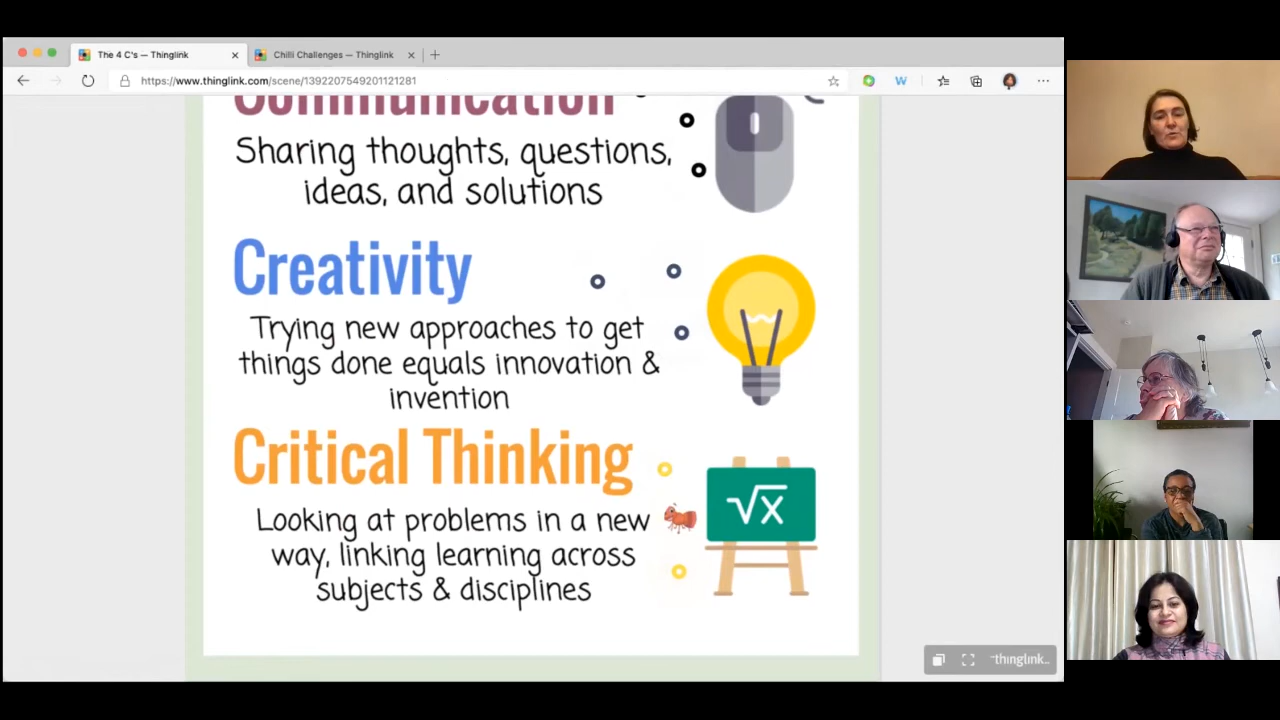 The 4 C's — Thinglink
Chilli Challenges — Thinglink
https://www.thinglink.com/scene/1392207549201121281
W
Communication
Sharing thoughts, questions,
ideas, and solutions
Creativity
Trying new approaches to get
things done equals innovation &
invention
Critical Thinking
Looking at problems in a new
way, linking learning across
subjects & disciplines
√x
thinglink..